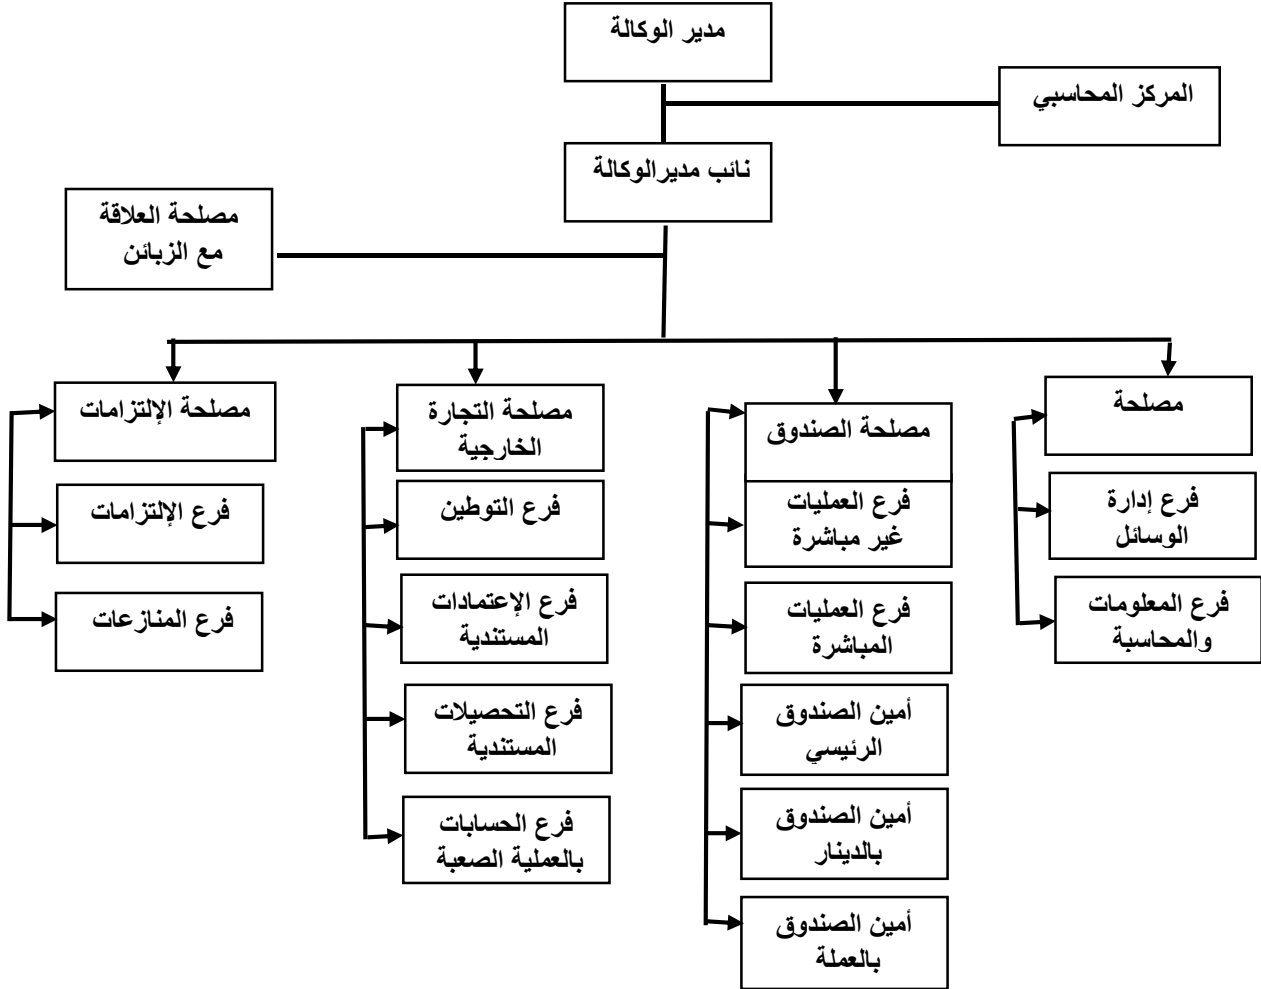 مدير الوكالة
المركز المحاسبي
نائب مديرالوكالة
مصلحة العلاقة
مع الزبائن
مصلحة
فرع إدارة
الوسائل
فرع المعلومات
والمحاسبة
مصلحة الصندوق
فرع العمليات
غير مباشرة
فرع العمليات
المباشرة
أمين الصندوق
الرئيسي
أمين الصندوق
بالدينار
أمين الصندوق
بالعملة
مصلحة التجارة
الخارجية
فرع التوطين
فرع الإعتمادات
المستندية
فرع التحصيلات
المستندية
فرع الحسابات
بالعملية الصعبة
مصلحة الإلتزامات
فرع الإلتزامات
فرع المنازعات